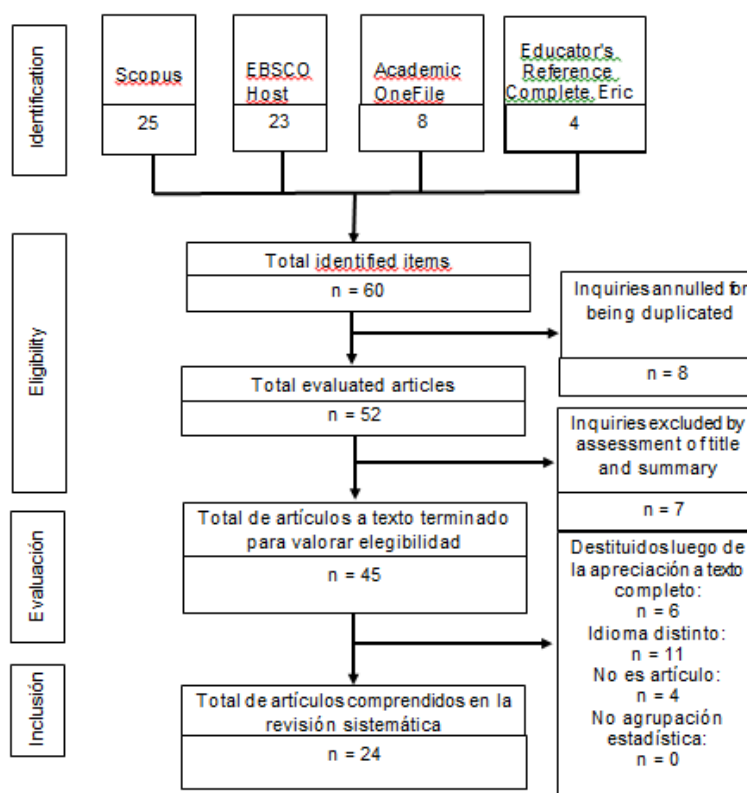 Identification
Scopus
25
EBSCO
Host
23
Academic
OneFile
8
Educator's
Reference
Complete, Eric
4
Eligibility
Total identified items
n = 60
Inquiries annulled for
being duplicated
n = 8
Total evaluated articles
n = 52
Inquiries excluded by
assessment of title
and summary
n = 7
Evaluación
Total de artículos a texto terminado
para valorar elegibilidad
n = 45
Destituidos luego de
la apreciación a texto
completo:
n = 6
Idioma distinto:
n = 11
No es artículo:
n = 4
No agrupación
estadística:
n = 0
Inclusión
Total de artículos comprendidos en la
revisión sistemática
n = 24